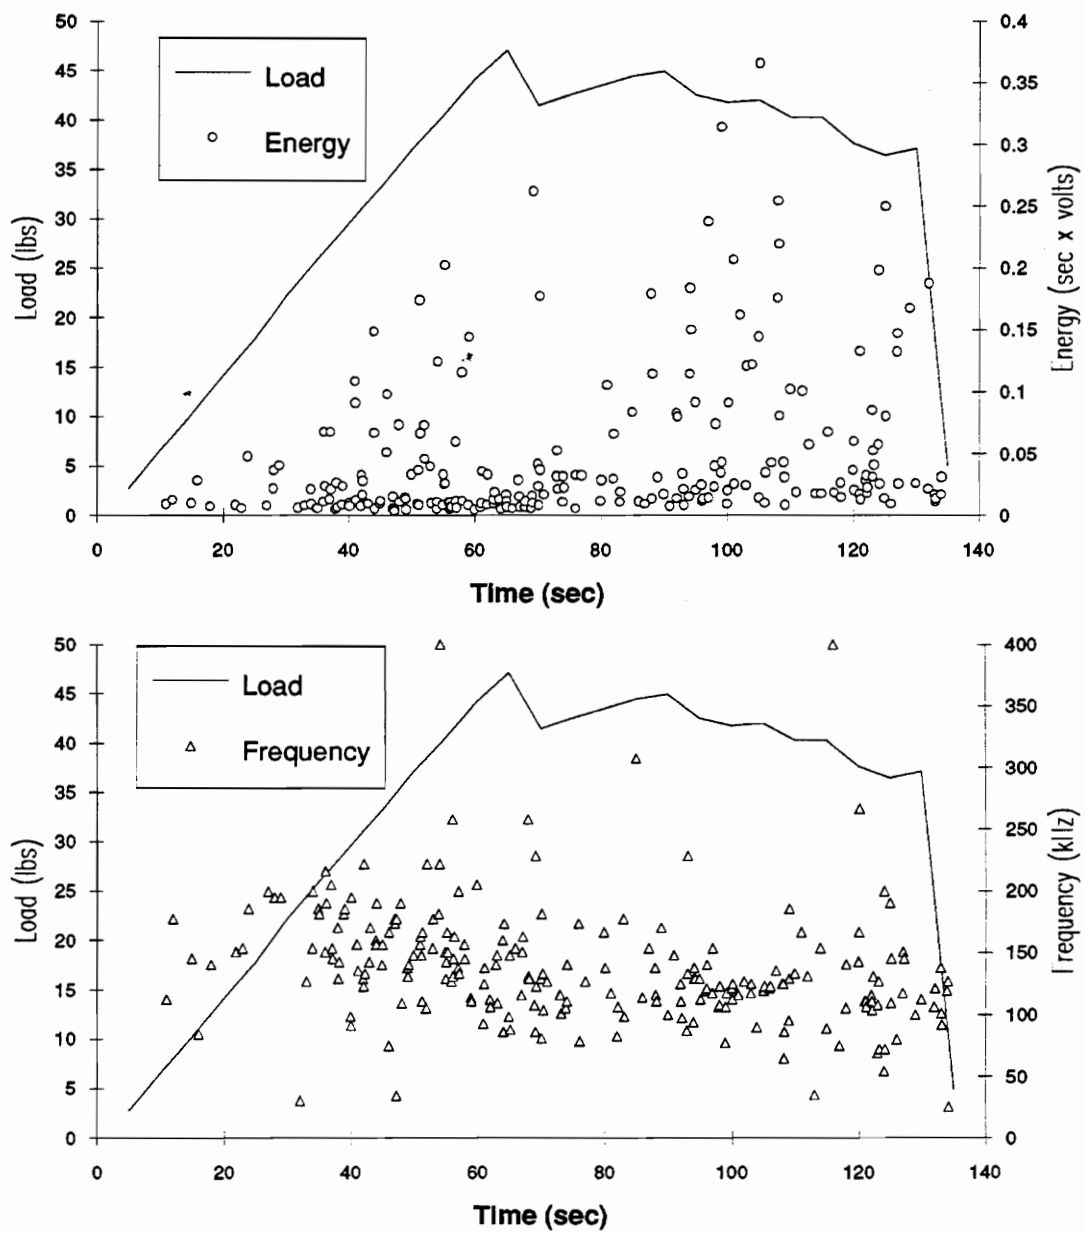 50 0.4
45 0.35
40 0.3
35 0.25
30 0.2
25 0.15
20 0.1
15 0.05
10 0
5
0
Load
Energy
Load (lbs)
Energy (sec x volts)
0 20 40 60 80 100 120 140
Time (sec)
50 400
45 350
40 300
35 250
30 200
25 150
20 100
15 50
10 0
5
0
Load
Frequency
Load (lbs)
Frequency (kHz)
0 20 40 60 80 100 120 140
Time (sec)